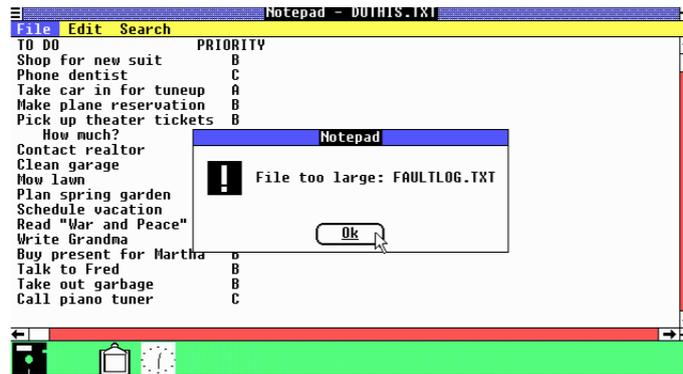 Notepad - DOTHIS.TXT
File Edit Search
TO DO PRIORITY
Shop for new suit B
Phone dentist C
Take car in for tuneup A
Make plane reservation B
Pick up theater tickets B
How much?
Contact realtor
Clean garage
Mow lawn
Plan spring garden
Schedule vacation
Read "War and Peace"
Write Grandma
Buy present for Martha B
Talk to Fred B
Take out garbage B
Call piano tuner C
Notepad
! File too large: FAULTLOG.TXT
Ok